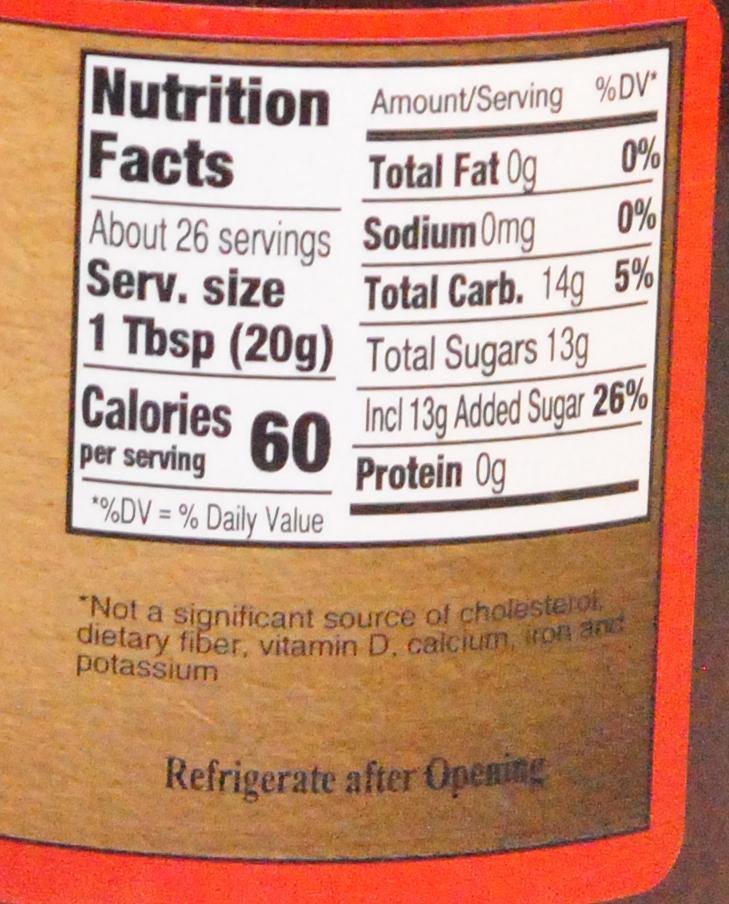 Nutrition
Facts
About 26 servings
Serv. size
1 Tbsp (20g)
Calories 60
per serving
*%DV = % Daily Value
Amount/Serving %DV*
Total Fat 0g 0%
Sodium 0mg 0%
Total Carb. 14g 5%
Total Sugars 13g
Incl 13g Added Sugar 26%
Protein 0g
*Not a significant source of cholesterol,
dietary fiber, vitamin D, calcium, iron and
potassium
Refrigerate after Opening